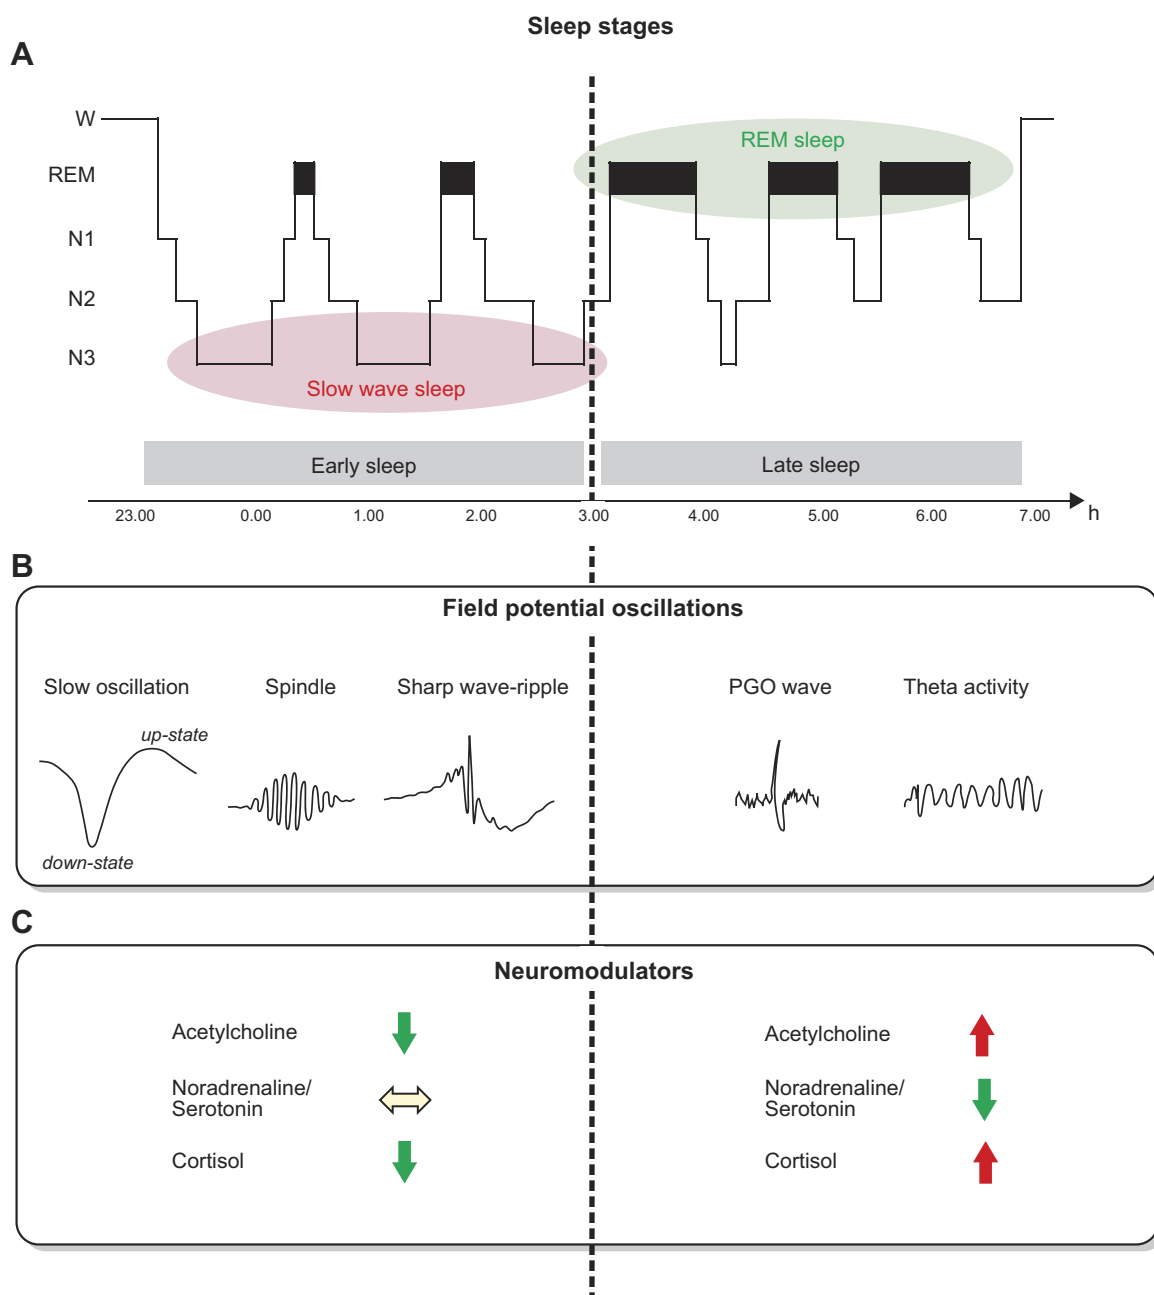 Sleep stages
A
W
REM
N1
N2
N3
REM sleep
Slow wave sleep
Early sleep
Late sleep
23.00 0.00 1.00 2.00 3.00 4.00 5.00 6.00 7.00 h
B
Field potential oscillations
Slow oscillation Spindle Sharp wave-ripple PGO wave Theta activity
up-state
down-state
C
Neuromodulators
Acetylcholine
Noradrenaline/
Serotonin
Cortisol
Acetylcholine
Noradrenaline/
Serotonin
Cortisol